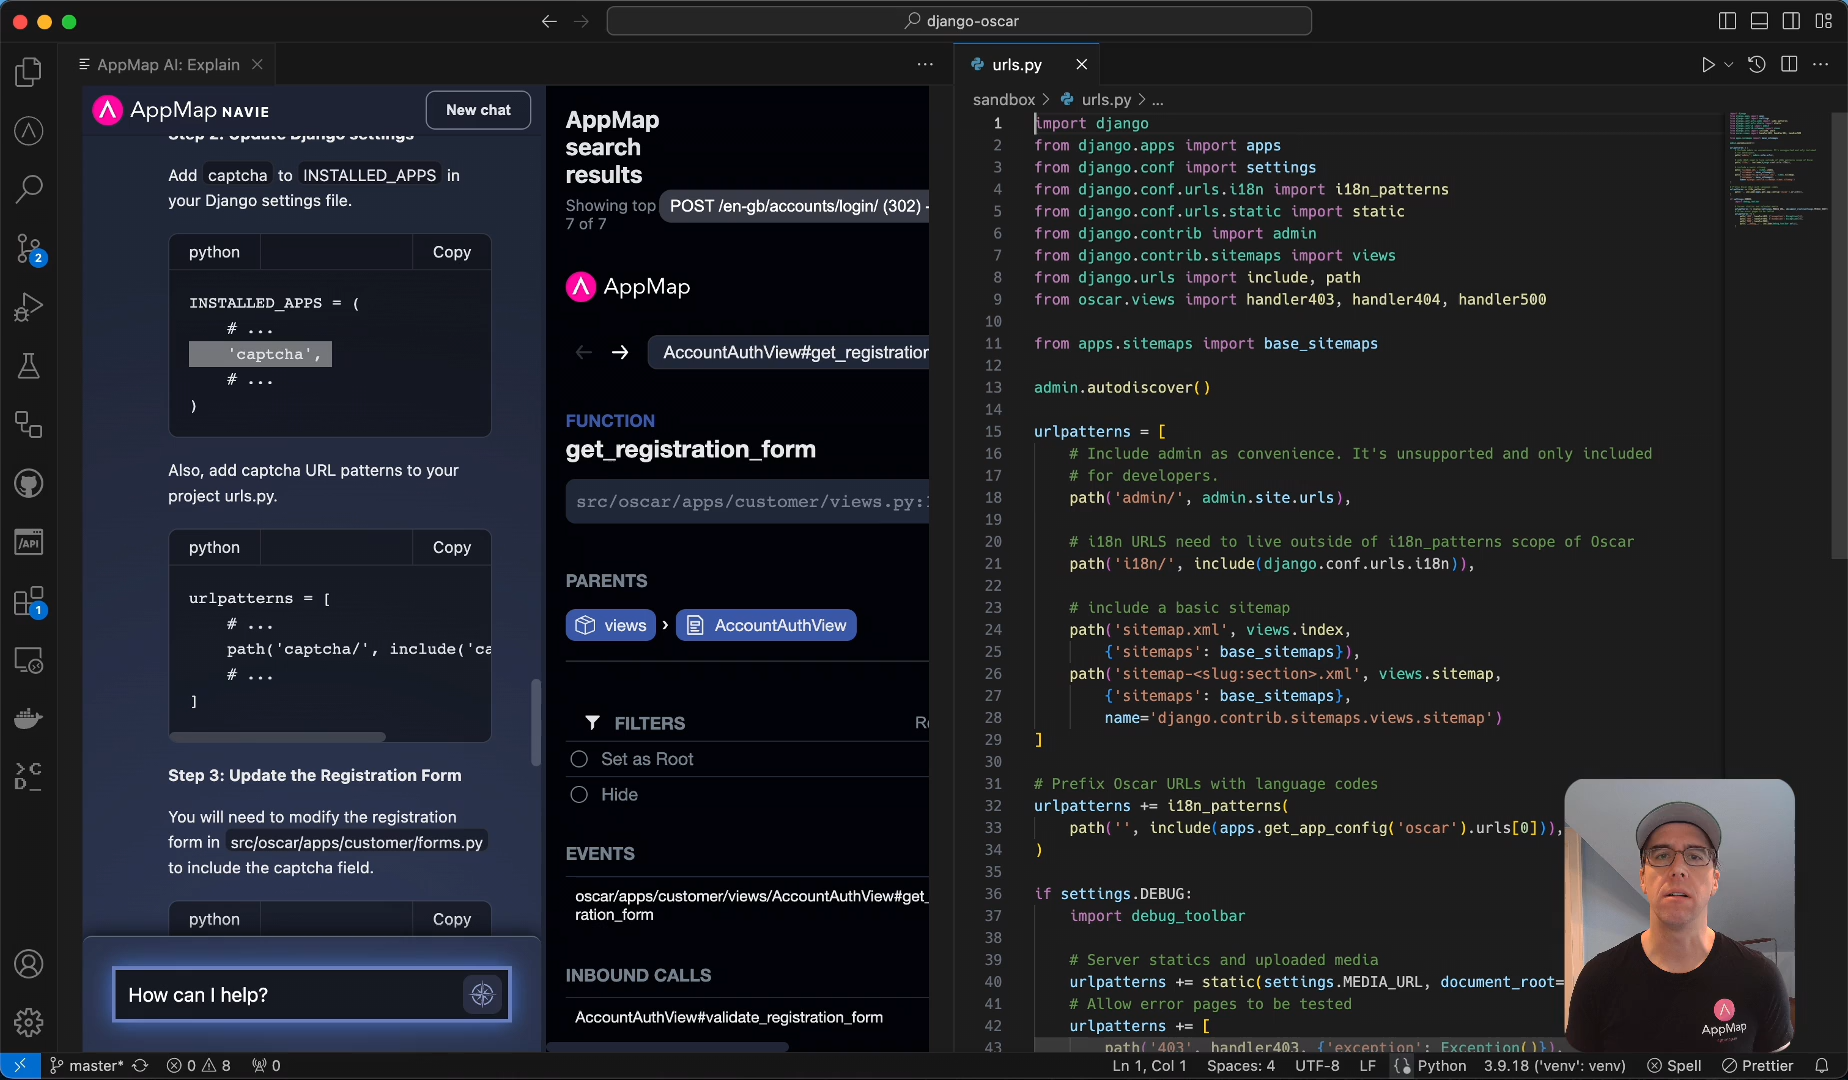 django-oscar
AppMap AI: Explain
AppMap NAVIE
New chat
Step 2: Update Django settings
Add captcha to INSTALLED_APPS in
your Django settings file.
python
Copy
INSTALLED_APPS = (
# ...
'captcha',
# ...
)
Also, add captcha URL patterns to your
project urls.py.
python
Copy
urlpatterns = [
# ...
path('captcha/', include('ca
# ...
]
Step 3: Update the Registration Form
You will need to modify the registration
form in src/oscar/apps/customer/forms.py
to include the captcha field.
python
Copy
How can I help?
AppMap
search
results
Showing top
7 of 7
POST /en-gb/accounts/login/ (302) -
AppMap
AccountAuthView#get_registration
FUNCTION
get_registration_form
src/oscar/apps/customer/views.py:
PARENTS
views
AccountAuthView
FILTERS
Re
Set as Root
Hide
EVENTS
oscar/apps/customer/views/AccountAuthView#get_
ration_form
INBOUND CALLS
AccountAuthView#validate_registration_form
urls.py
sandbox > urls.py > ...
1 import django
2 from django.apps import apps
3 from django.conf import settings
4 from django.conf.urls.i18n import i18n_patterns
5 from django.conf.urls.static import static
6 from django.contrib import admin
7 from django.contrib.sitemaps import views
8 from django.urls import include, path
9 from oscar.views import handler403, handler404, handler500
10
11 from apps.sitemaps import base_sitemaps
12
13 admin.autodiscover()
14
15 urlpatterns = [
16 # Include admin as convenience. It's unsupported and only included
17 # for developers.
18 path('admin/', admin.site.urls),
19
20 # i18n URLS need to live outside of i18n_patterns scope of Oscar
21 path('i18n/', include(django.conf.urls.i18n)),
22
23 # include a basic sitemap
24 path('sitemap.xml', views.index,
25 {'sitemaps': base_sitemaps}),
26 path('sitemap-<slug:section>.xml', views.sitemap,
27 {'sitemaps': base_sitemaps},
28 name='django.contrib.sitemaps.views.sitemap')
29 ]
30
31 # Prefix Oscar URLs with language codes
32 urlpatterns += i18n_patterns(
33 path('', include(apps.get_app_config('oscar').urls[0])),
34 )
35
36 if settings.DEBUG:
37 import debug_toolbar
38
39 # Server statics and uploaded media
40 urlpatterns += static(settings.MEDIA_URL, document_root=
41 # Allow error pages to be tested
42 urlpatterns += [
43 path('403', handler403, {'exception': Exception()}),
AppMap
2
/API
1
>C
D_
master*
0
8
0
Ln 1, Col 1
Spaces: 4
UTF-8
LF
Python
3.9.18 ('venv': venv)
Spell
Prettier